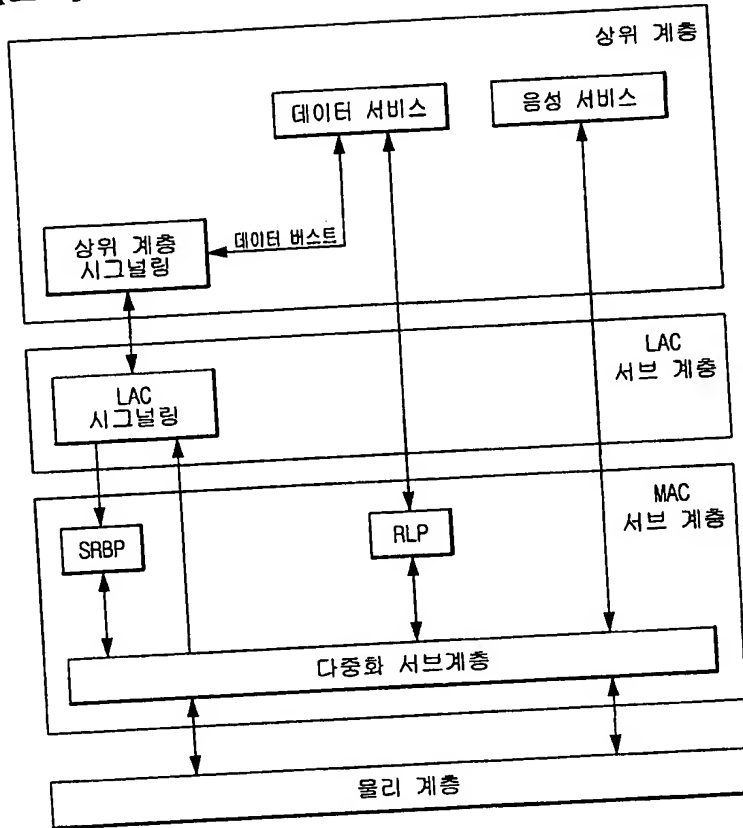 상위 계층
데이터 서비스
음성 서비스
상위 계층
시그널링
데이터 버스트
LAC
서브 계층
LAC
시그널링
MAC
서브 계층
SRBP
RLP
다중화 서브계층
물리 계층